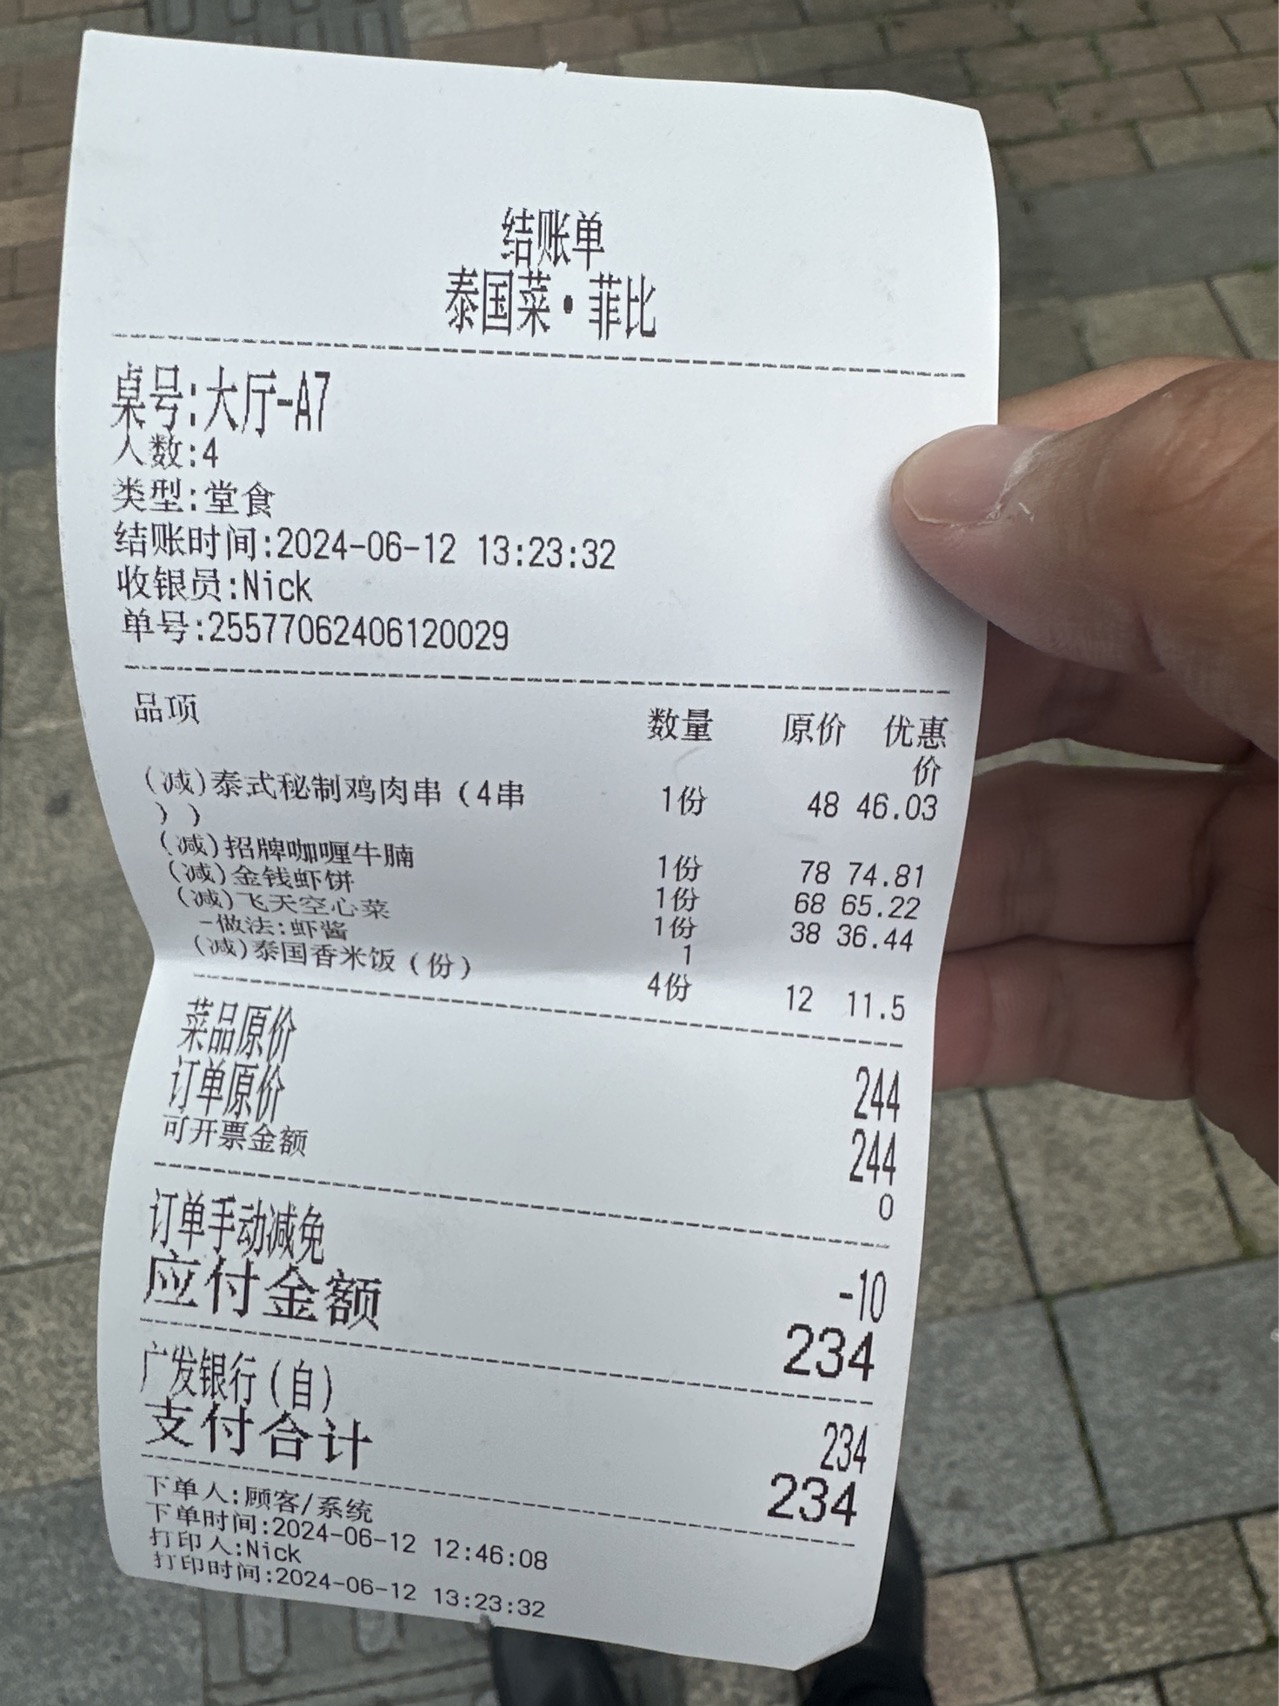 结账单
泰国菜·菲比
桌号:大厅-A7
人数:4
类型:堂食
结账时间:2024-06-12 13:23:32
收银员:Nick
单号:25577062406120029
品项 数量 原价 优惠
价
(减)泰式秘制鸡肉串（4串 1份 48 46.03
））
(减)招牌咖喱牛腩 1份 78 74.81
(减)金钱虾饼 1份 68 65.22
(减)飞天空心菜 1份 38 36.44
-做法:虾酱 1
(减)泰国香米饭（份） 4份 12 11.5
菜品原价 244
订单原价 244
可开票金额 0
订单手动减免 -10
应付金额 234
广发银行(自) 234
支付合计 234
下单人:顾客/系统
下单时间:2024-06-12 12:46:08
打印人:Nick
打印时间:2024-06-12 13:23:32